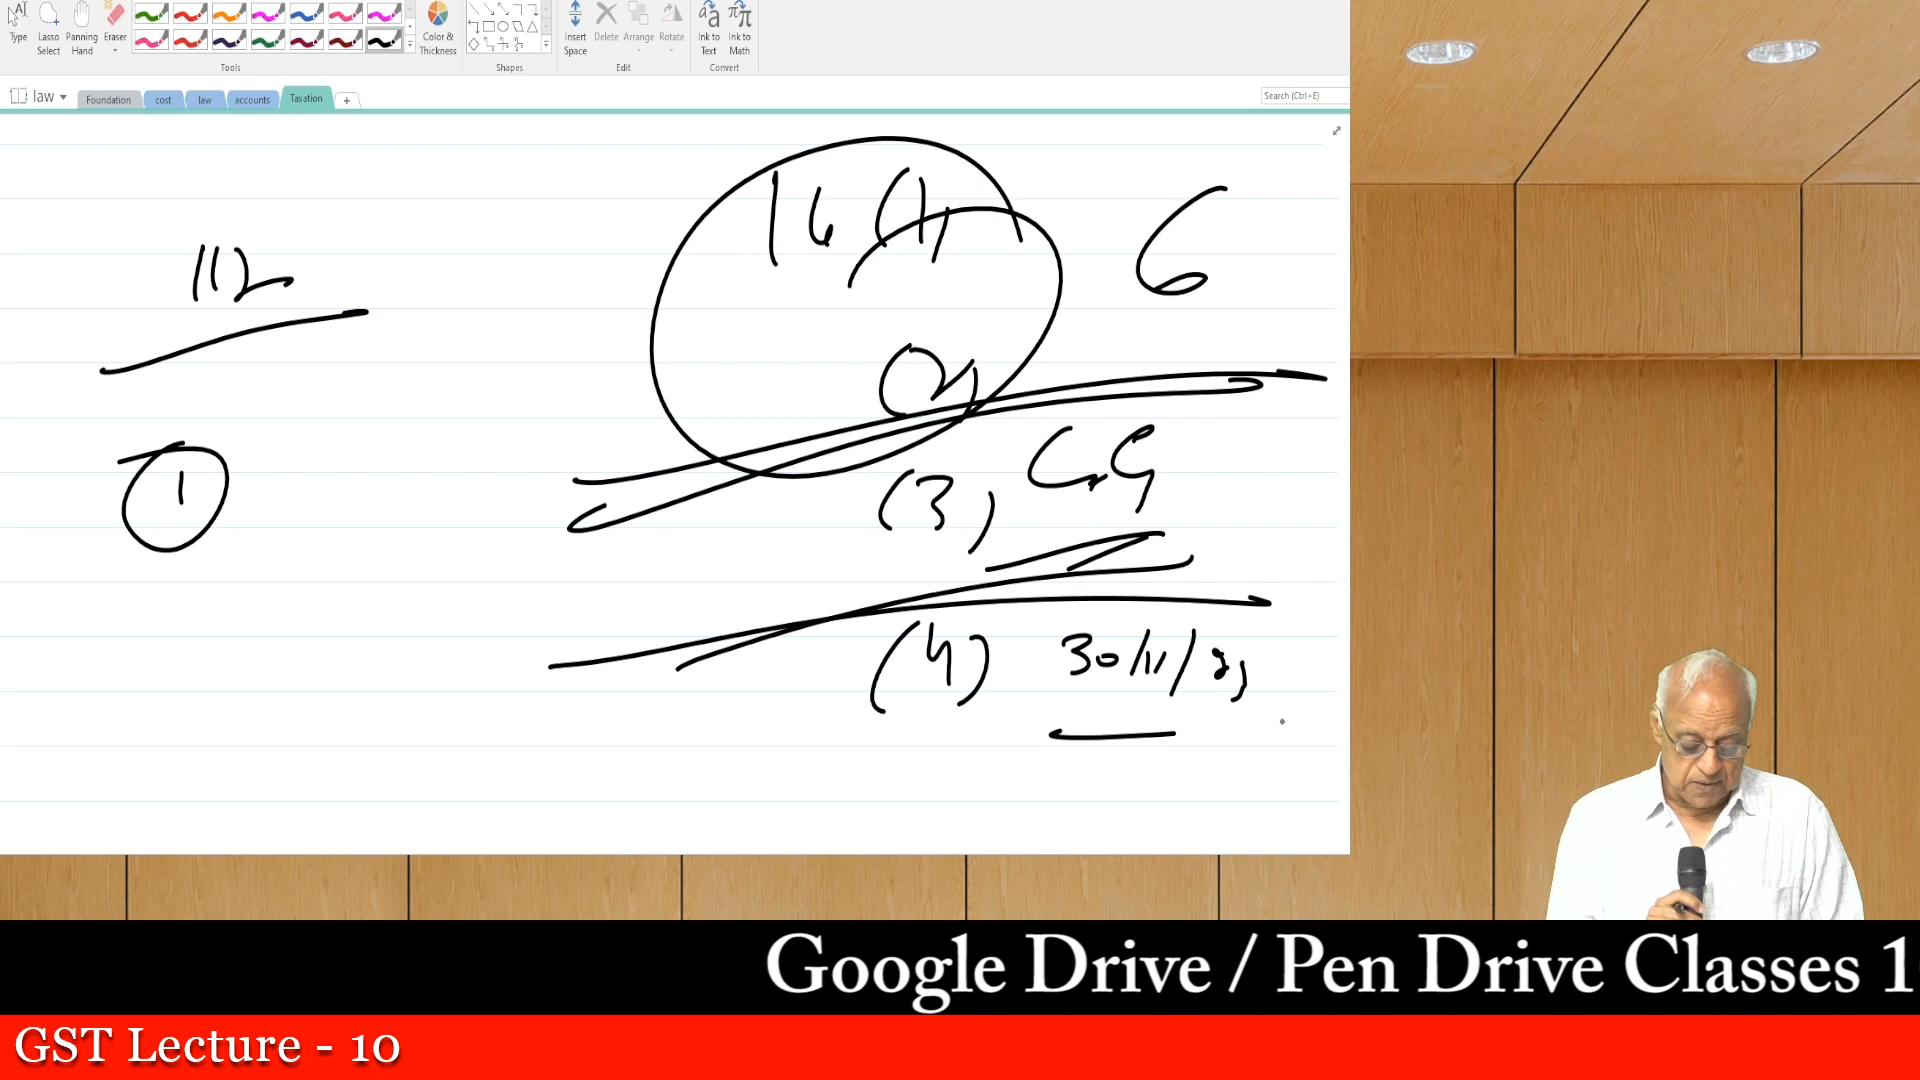 Type
Lasso Select
Panning Hand
Eraser
Color & Thickness
Insert Space
Delete
Arrange
Rotate
Ink to Text
Ink to Math
Tools
Shapes
Edit
Convert
law
Foundation
cost
law
accounts
Taxation
+
Search (Ctrl+E)
16(1)
6
112
1
(3)
(4) 30/11/
Google Drive / Pen Drive Classes 1
GST Lecture - 10